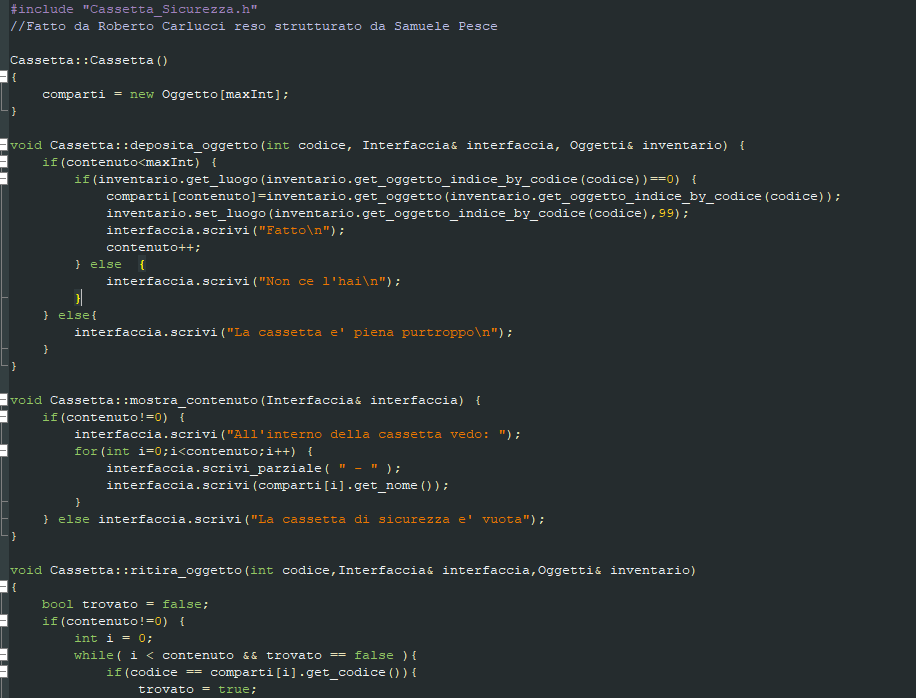 #include "Cassetta_Sicurezza.h"
//Fatto da Roberto Carlucci reso strutturato da Samuele Pesce
Cassetta::Cassetta()
{
comparti = new Oggetto[maxInt];
}
void Cassetta::deposita_oggetto(int codice, Interfaccia& interfaccia, Oggetti& inventario) {
if(contenuto<maxInt) {
if(inventario.get_luogo(inventario.get_oggetto_indice_by_codice(codice))==0) {
comparti[contenuto]=inventario.get_oggetto(inventario.get_oggetto_indice_by_codice(codice));
inventario.set_luogo(inventario.get_oggetto_indice_by_codice(codice),99);
interfaccia.scrivi("Fatto\n");
contenuto++;
} else  {
interfaccia.scrivi("Non ce l'hai\n");
}
} else{
interfaccia.scrivi("La cassetta e' piena purtroppo\n");
}
}
void Cassetta::mostra_contenuto(Interfaccia& interfaccia) {
if(contenuto!=0) {
interfaccia.scrivi("All'interno della cassetta vedo: ");
for(int i=0;i<contenuto;i++) {
interfaccia.scrivi_parziale( " - " );
interfaccia.scrivi(comparti[i].get_nome());
}
} else interfaccia.scrivi("La cassetta di sicurezza e' vuota");
}
void Cassetta::ritira_oggetto(int codice,Interfaccia& interfaccia,Oggetti& inventario)
{
bool trovato = false;
if(contenuto!=0) {
int i = 0;
while( i < contenuto && trovato == false ){
if(codice == comparti[i].get_codice()){
trovato = true;